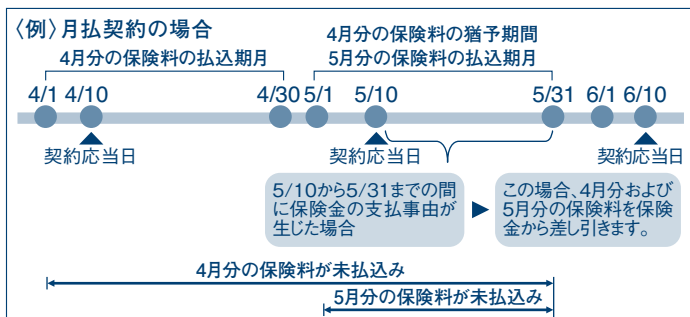 〈例〉月払契約の場合
4月分の保険料の猶予期間
4月分の保険料の払込期月
5月分の保険料の払込期月
4/1 4/10 4/30 5/1 5/10 5/31 6/1 6/10
契約応当日 契約応当日 契約応当日
5/10から5/31までの間
に保険金の支払事由が
生じた場合
この場合、4月分および
5月分の保険料を保険
金から差し引きます。
4月分の保険料が未払込み
5月分の保険料が未払込み